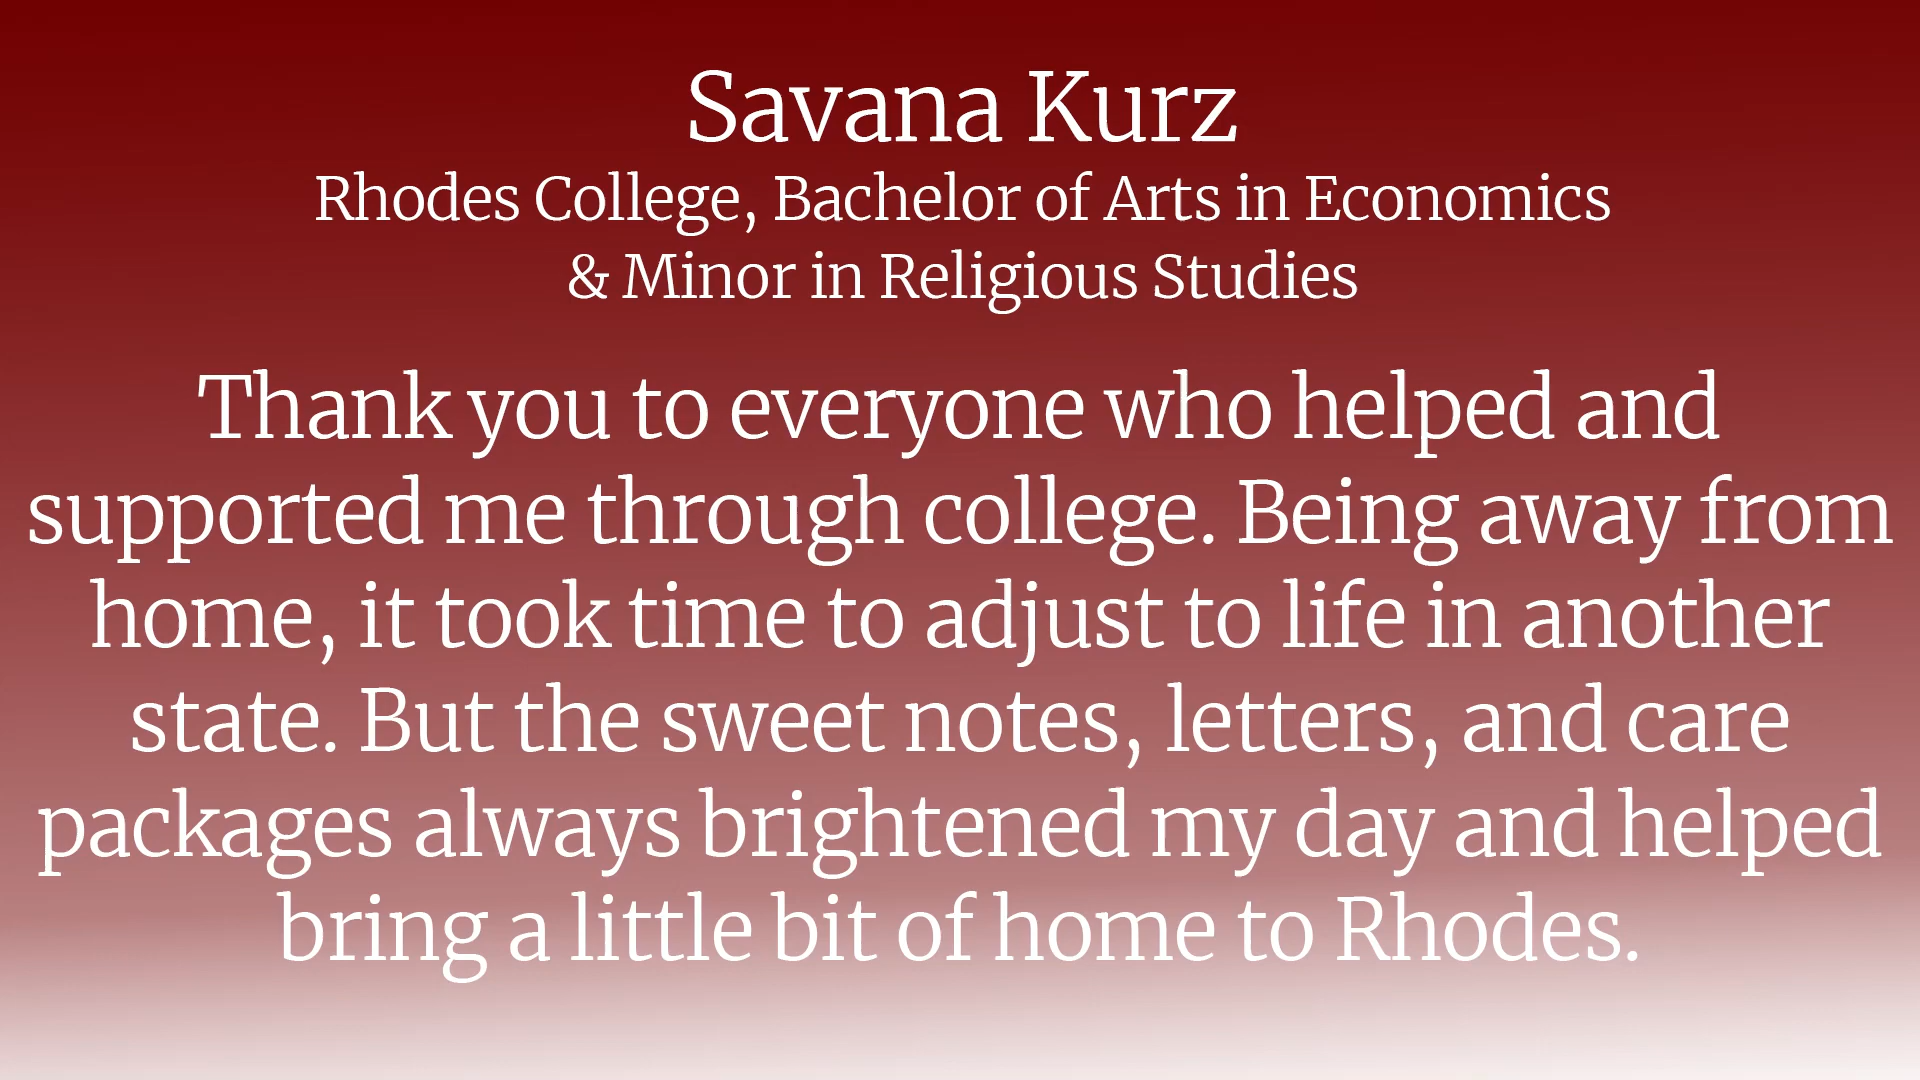 Savana Kurz
Rhodes College, Bachelor of Arts in Economics
& Minor in Religious Studies
Thank you to everyone who helped and
supported me through college. Being away from
home, it took time to adjust to life in another
state. But the sweet notes, letters, and care
packages always brightened my day and helped
bring a little bit of home to Rhodes.